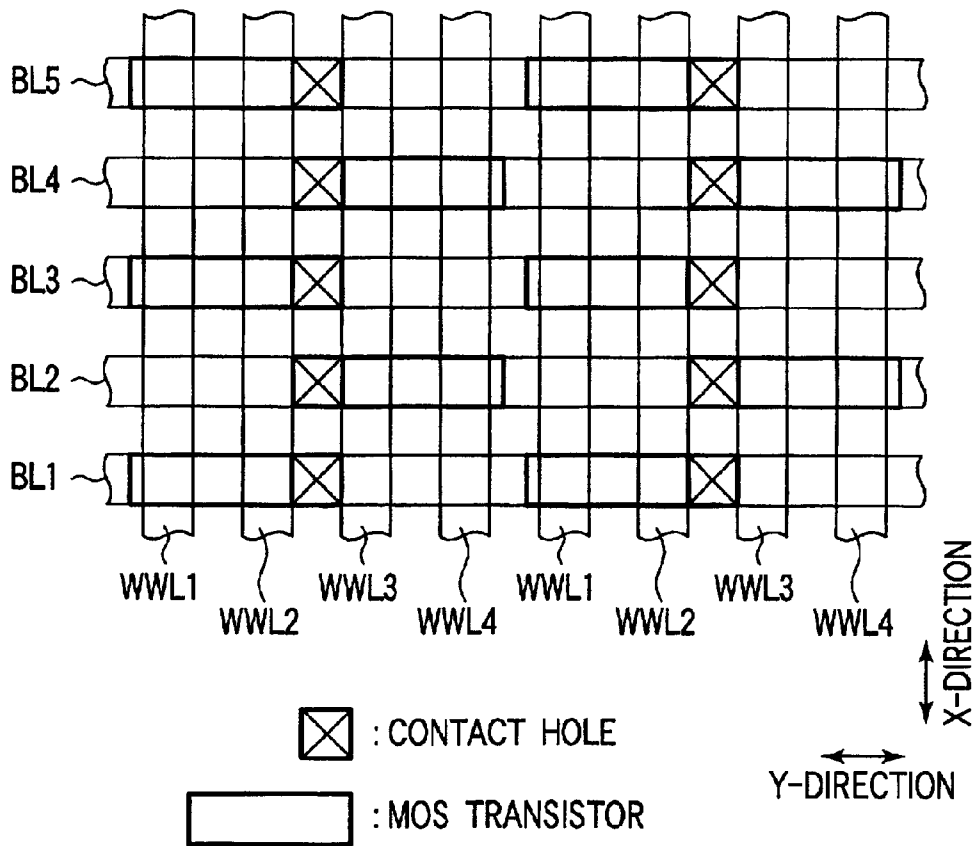 BL5
BL4
BL3
BL2
BL1
WWL1 WWL3 WWL1 WWL3
WWL2 WWL4 WWL2 WWL4
X-DIRECTION
: CONTACT HOLE
Y-DIRECTION
: MOS TRANSISTOR